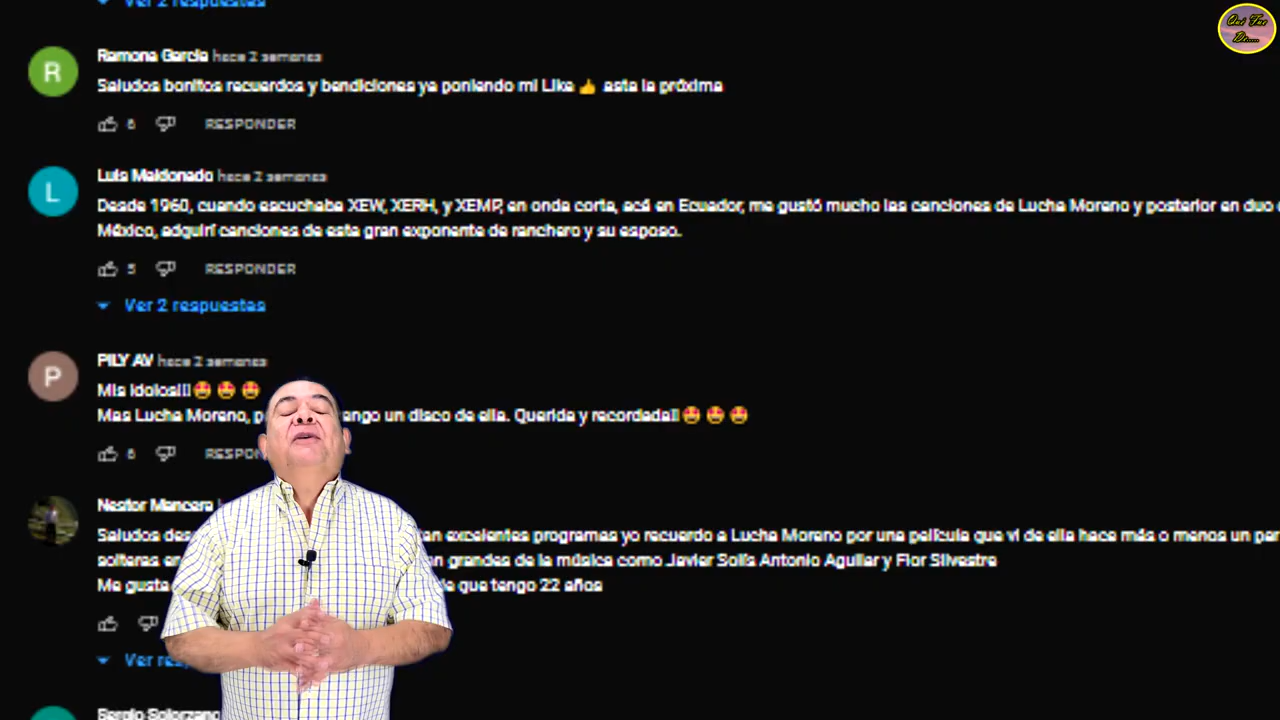 Ver 2 respuestas
Qué Fue
De....
R
Ramona Garcia hace 2 semanas
Saludos bonitos recuerdos y bendiciones ya poniendo mi Like 👍 asta la próxima
6 RESPONDER
L
Luis Maldonado hace 2 semanas
Desde 1960, cuando escuchaba XEW, XERH, y XEMP, en onda corta, acá en Ecuador, me gustó mucho las canciones de Lucha Moreno y posterior en duo
México, adquirí canciones de esta gran exponente de ranchero y su esposo.
5 RESPONDER
Ver 2 respuestas
P
PILY AV hace 2 semanas
Mis idolos!!!🤩🤩🤩
Mas Lucha Moreno, tengo un disco de ella. Querida y recordada!!🤩🤩🤩
6
Nestor Mancera
Saludos excelentes programas yo recuerdo a Lucha Moreno por una película que vi de ella hace más o menos un par
solteras en grandes de la música como Javier Solís Antonio Aguilar y Flor Silvestre
Me gusta de que tengo 22 años
Ver
Sergio Solorzano